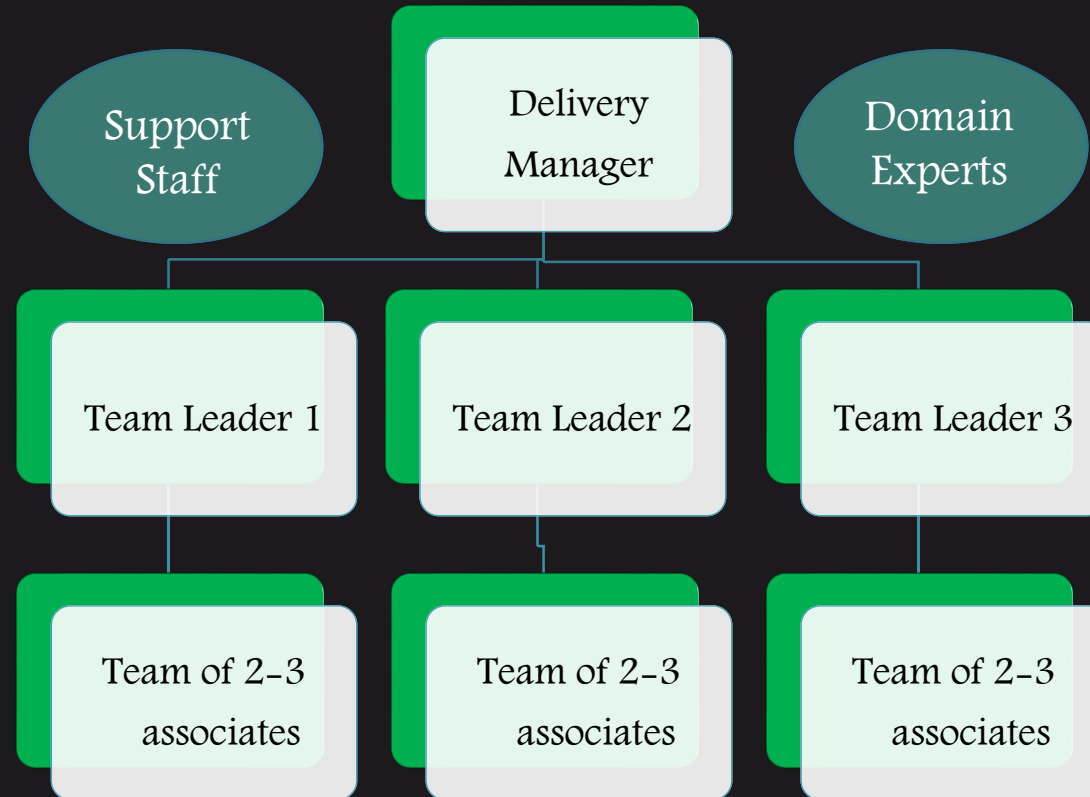 Support
Staff
Delivery
Manager
Domain
Experts
Team Leader 1
Team Leader 2
Team Leader 3
Team of 2-3
associates
Team of 2-3
associates
Team of 2-3
associates